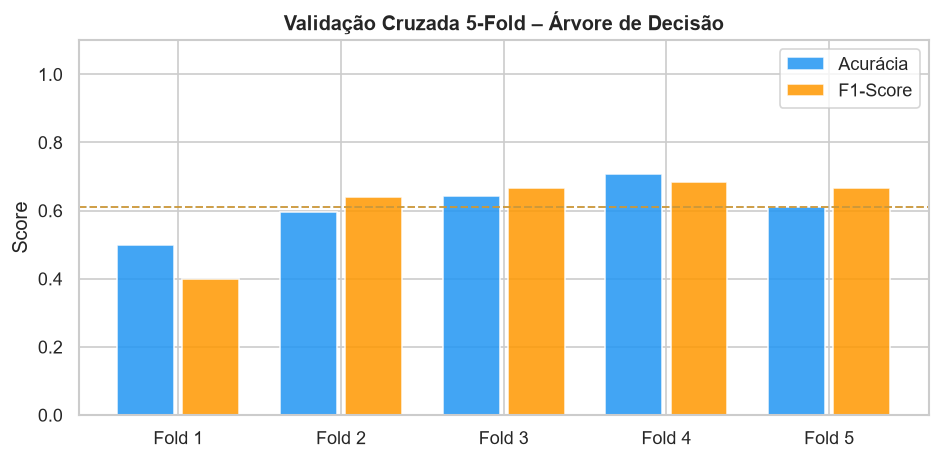 Validação Cruzada 5-Fold – Árvore de Decisão
Acurácia
F1-Score
Score
1.0
0.8
0.6
0.4
0.2
0.0
Fold 1
Fold 2
Fold 3
Fold 4
Fold 5